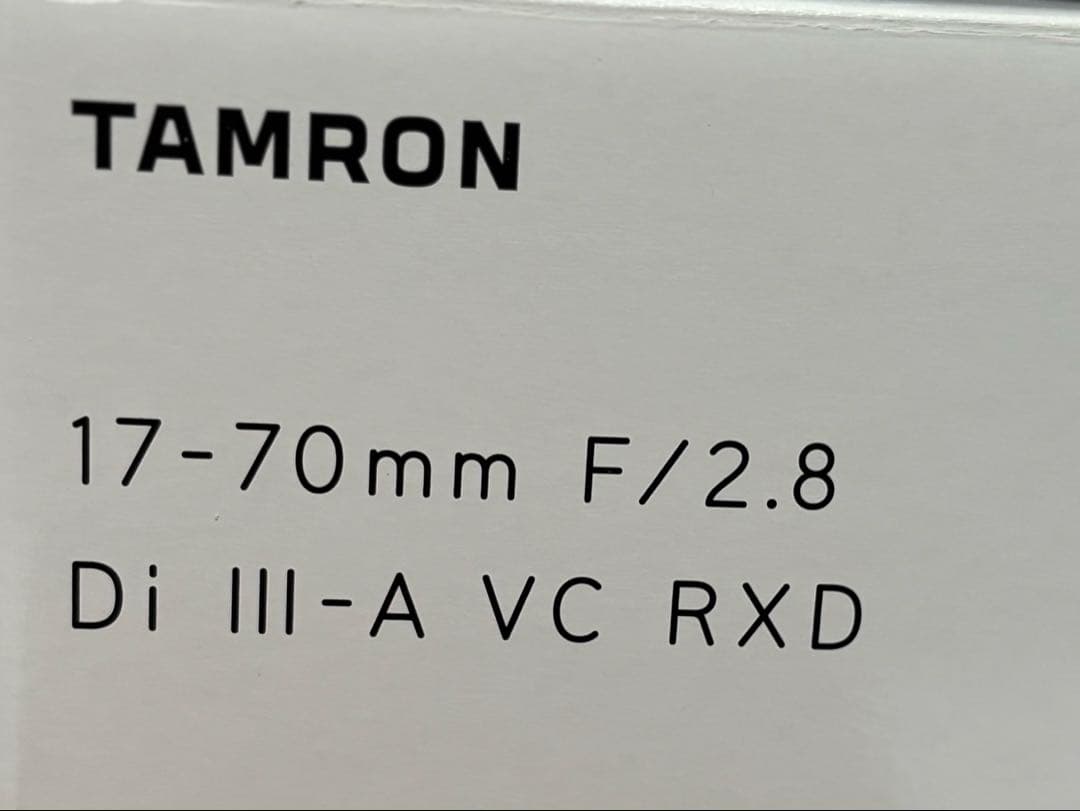 TAMRON
17-70mm F/2.8
Di III-A VC RXD